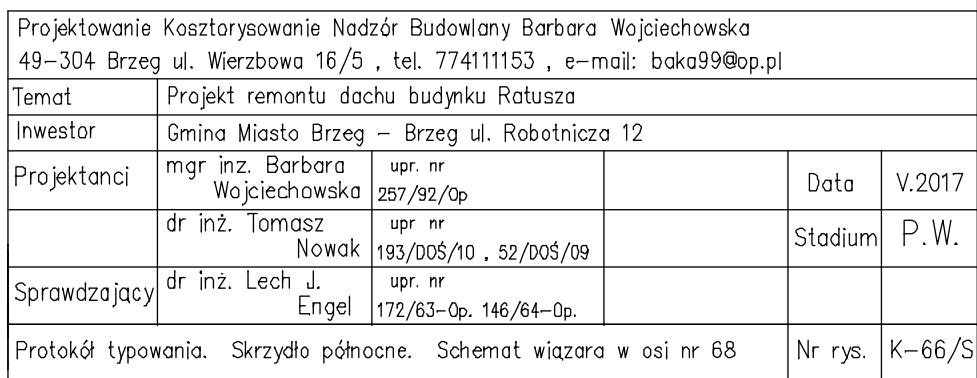 Projektowanie Kosztorysowanie Nadzór Budowlany Barbara Wojciechowska
49-304 Brzeg ul. Wierzbowa 16/5 , tel. 774111153 , e-mail: baka99@op.pl
Temat Projekt remontu dachu budynku Ratusza
Inwestor Gmina Miasto Brzeg – Brzeg ul. Robotnicza 12
Projektanci mgr inz. Barbara upr. nr
Wojciechowska 257/92/Op Data V.2017
dr inż. Tomasz upr nr
Nowak 193/DOŚ/10 , 52/DOŚ/09 Stadium P.W.
Sprawdzający dr inż. Lech J. upr. nr
Engel 172/63-Op. 146/64-Op.
Protokół typowania. Skrzydło północne. Schemat wiązara w osi nr 68 Nr rys. K-66/S